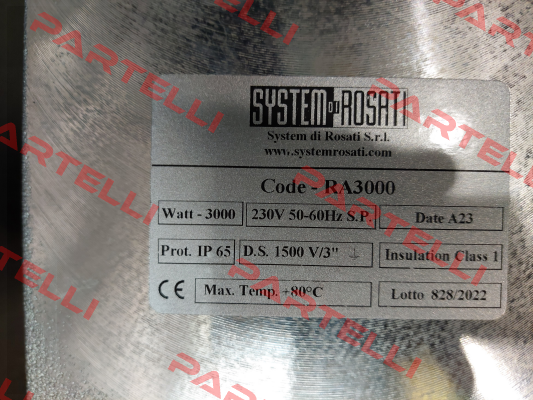 SYSTEM DI ROSATI
System di Rosati S.r.l.
www.systemrosati.com
Code - RA3000
Watt - 3000 230V 50-60Hz S.P. Date A23
Prot. IP 65 D.S. 1500 V/3" Insulation Class 1
CE Max. Temp. +80°C Lotto 828/2022
PARTELLI
PARTELLI
PARTELLI
PARTELLI
PARTELLI
PARTELLI